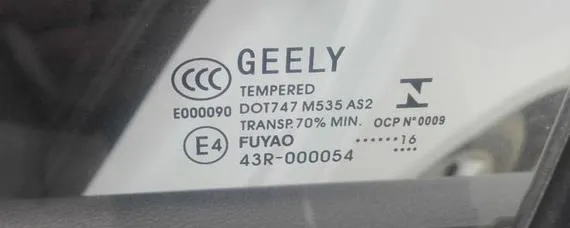 CCC GEELY
TEMPERED
E000090 DOT747 M535 AS2 N
TRANSP. 70% MIN. OCP N°0009
E4 FUYAO ······16
43R-000054 ····